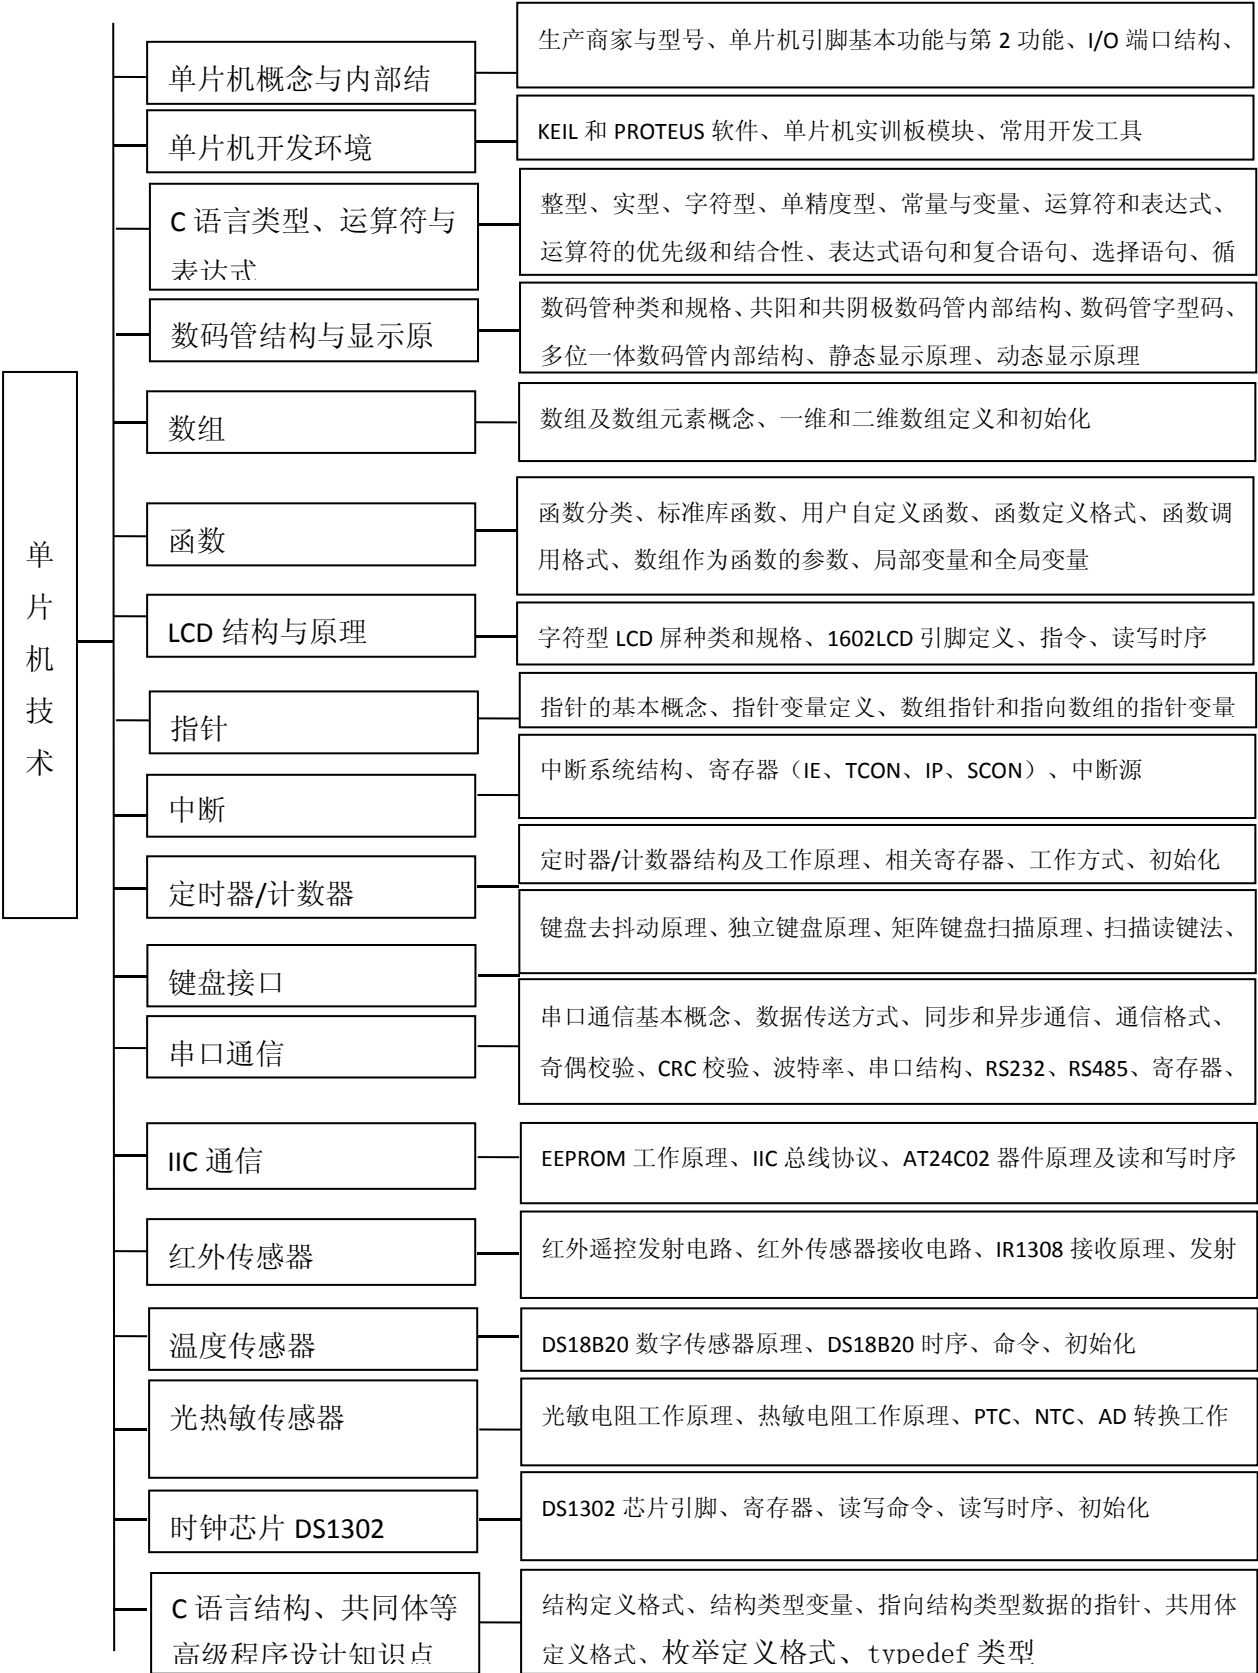 单片机技术
单片机概念与内部结
生产商家与型号、单片机引脚基本功能与第 2 功能、I/O 端口结构、
单片机开发环境
KEIL 和 PROTEUS 软件、单片机实训板模块、常用开发工具
C 语言类型、运算符与
表达式
整型、实型、字符型、单精度型、常量与变量、运算符和表达式、
运算符的优先级和结合性、表达式语句和复合语句、选择语句、循
数码管结构与显示原
数码管种类和规格、共阳和共阴极数码管内部结构、数码管字型码、
多位一体数码管内部结构、静态显示原理、动态显示原理
数组
数组及数组元素概念、一维和二维数组定义和初始化
函数
函数分类、标准库函数、用户自定义函数、函数定义格式、函数调
用格式、数组作为函数的参数、局部变量和全局变量
LCD 结构与原理
字符型 LCD 屏种类和规格、1602LCD 引脚定义、指令、读写时序
指针
指针的基本概念、指针变量定义、数组指针和指向数组的指针变量
中断
中断系统结构、寄存器（IE、TCON、IP、SCON）、中断源
定时器/计数器
定时器/计数器结构及工作原理、相关寄存器、工作方式、初始化
键盘接口
键盘去抖动原理、独立键盘原理、矩阵键盘扫描原理、扫描读键法、
串口通信
串口通信基本概念、数据传送方式、同步和异步通信、通信格式、
奇偶校验、CRC 校验、波特率、串口结构、RS232、RS485、寄存器、
IIC 通信
EEPROM 工作原理、IIC 总线协议、AT24C02 器件原理及读和写时序
红外传感器
红外遥控发射电路、红外传感器接收电路、IR1308 接收原理、发射
温度传感器
DS18B20 数字传感器原理、DS18B20 时序、命令、初始化
光热敏传感器
光敏电阻工作原理、热敏电阻工作原理、PTC、NTC、AD 转换工作
时钟芯片 DS1302
DS1302 芯片引脚、寄存器、读写命令、读写时序、初始化
C 语言结构、共同体等
高级程序设计知识点
结构定义格式、结构类型变量、指向结构类型数据的指针、共用体
定义格式、枚举定义格式、typedef 类型